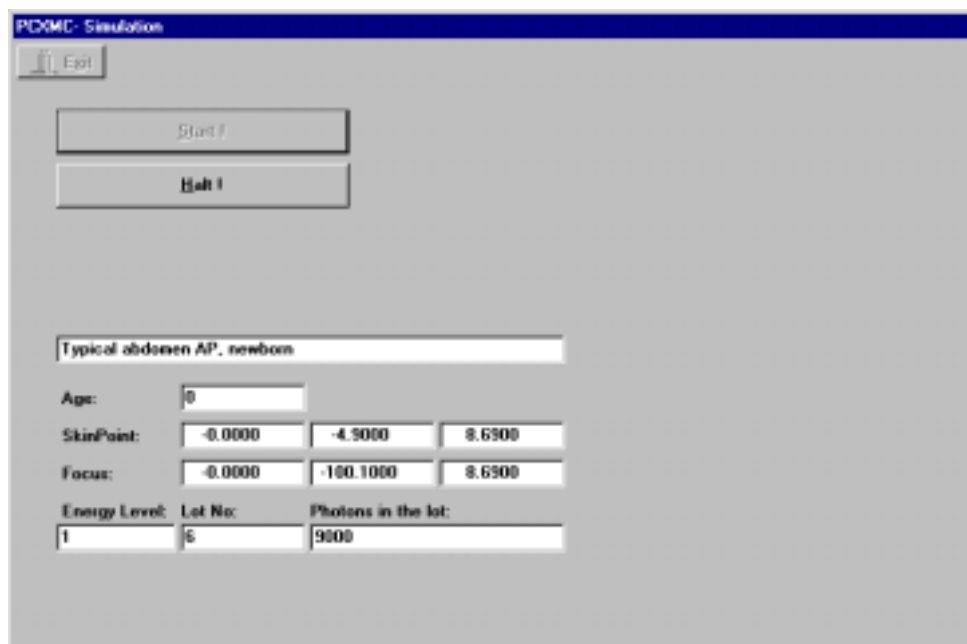 PCXMC- Simulation
Exit
Start !
Halt !
Typical abdomen AP, newborn
Age: 0
SkinPoint: -0.0000 -4.9000 8.6900
Focus: -0.0000 -100.1000 8.6900
Energy Level: Lot No: Photons in the lot:
1 6 9000